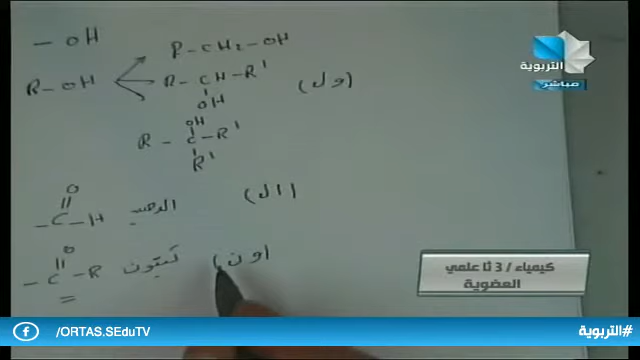 - OH
R - CH2 - OH
R - OH
R - CH - R'
OH
(ول)
OH
R - C - R'
R'
O
- C - H
الدهيد
(ال)
O
- C - R
كيتون
(ون)
التربوية
مباشر
كيمياء / 3 ثا علمي
العضوية
/ORTAS.SEduTV
#التربوية